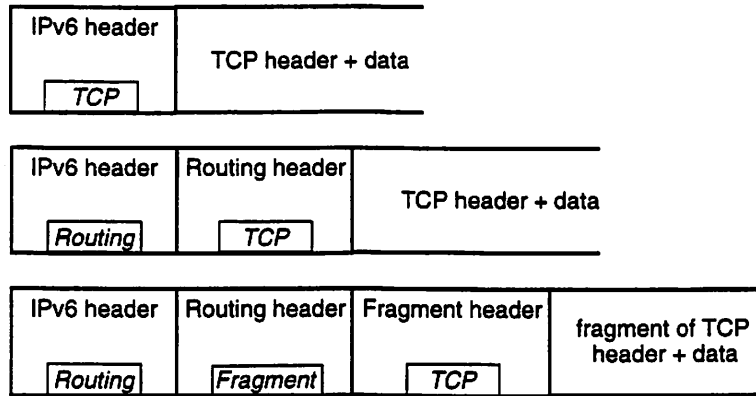 IPv6 header
TCP header + data
TCP
IPv6 header Routing header
TCP header + data
Routing TCP
IPv6 header Routing header Fragment header
fragment of TCP
header + data
Routing Fragment TCP